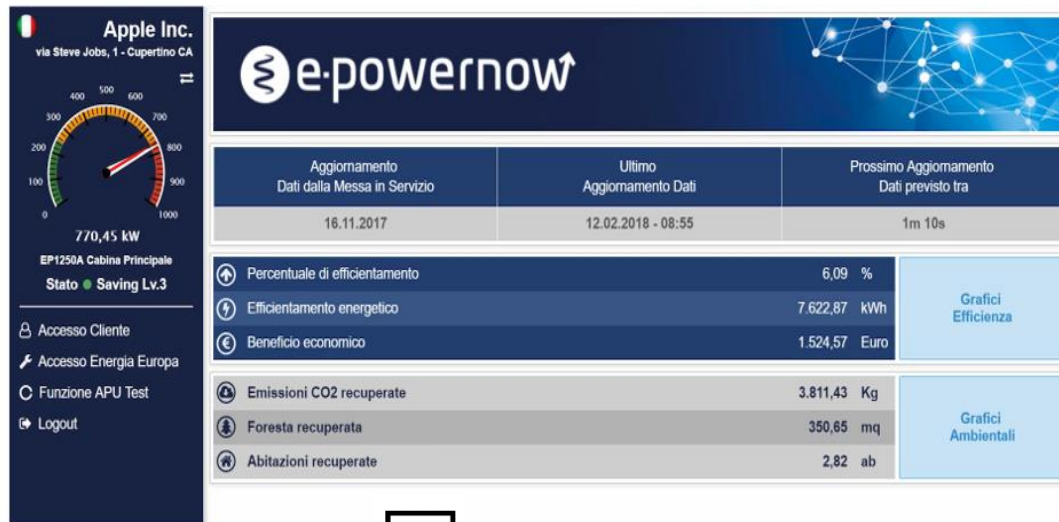 Apple Inc.
via Steve Jobs, 1 - Cupertino CA
0
100
200
300
400
500
600
700
800
900
1000
770,45 kW
EP1250A Cabina Principale
Stato Saving Lv.3
Accesso Cliente
Accesso Energia Europa
Funzione APU Test
Logout
e-powernow
Aggiornamento
Dati dalla Messa in Servizio
16.11.2017
Ultimo
Aggiornamento Dati
12.02.2018 - 08:55
Prossimo Aggiornamento
Dati previsto tra
1m 10s
Percentuale di efficientamento 6,09 %
Efficientamento energetico 7.622,87 kWh
Beneficio economico 1.524,57 Euro
Grafici
Efficienza
Emissioni CO2 recuperate 3.811,43 Kg
Foresta recuperata 350,65 mq
Abitazioni recuperate 2,82 ab
Grafici
Ambientali